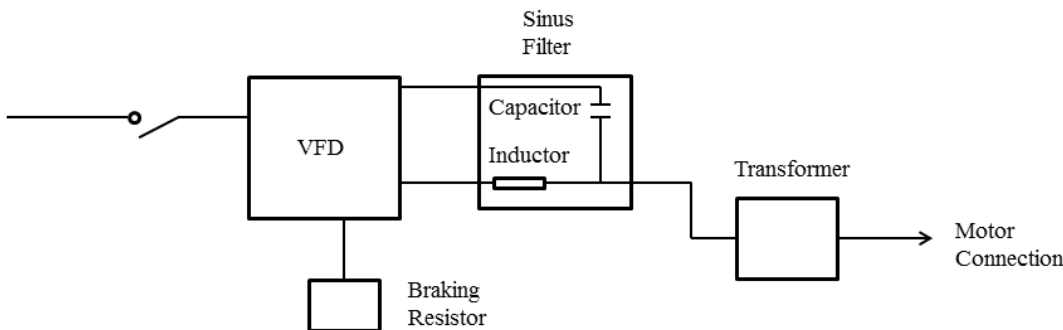 Sinus
Filter
Capacitor
VFD
Inductor
Transformer
Motor
Connection
Braking
Resistor